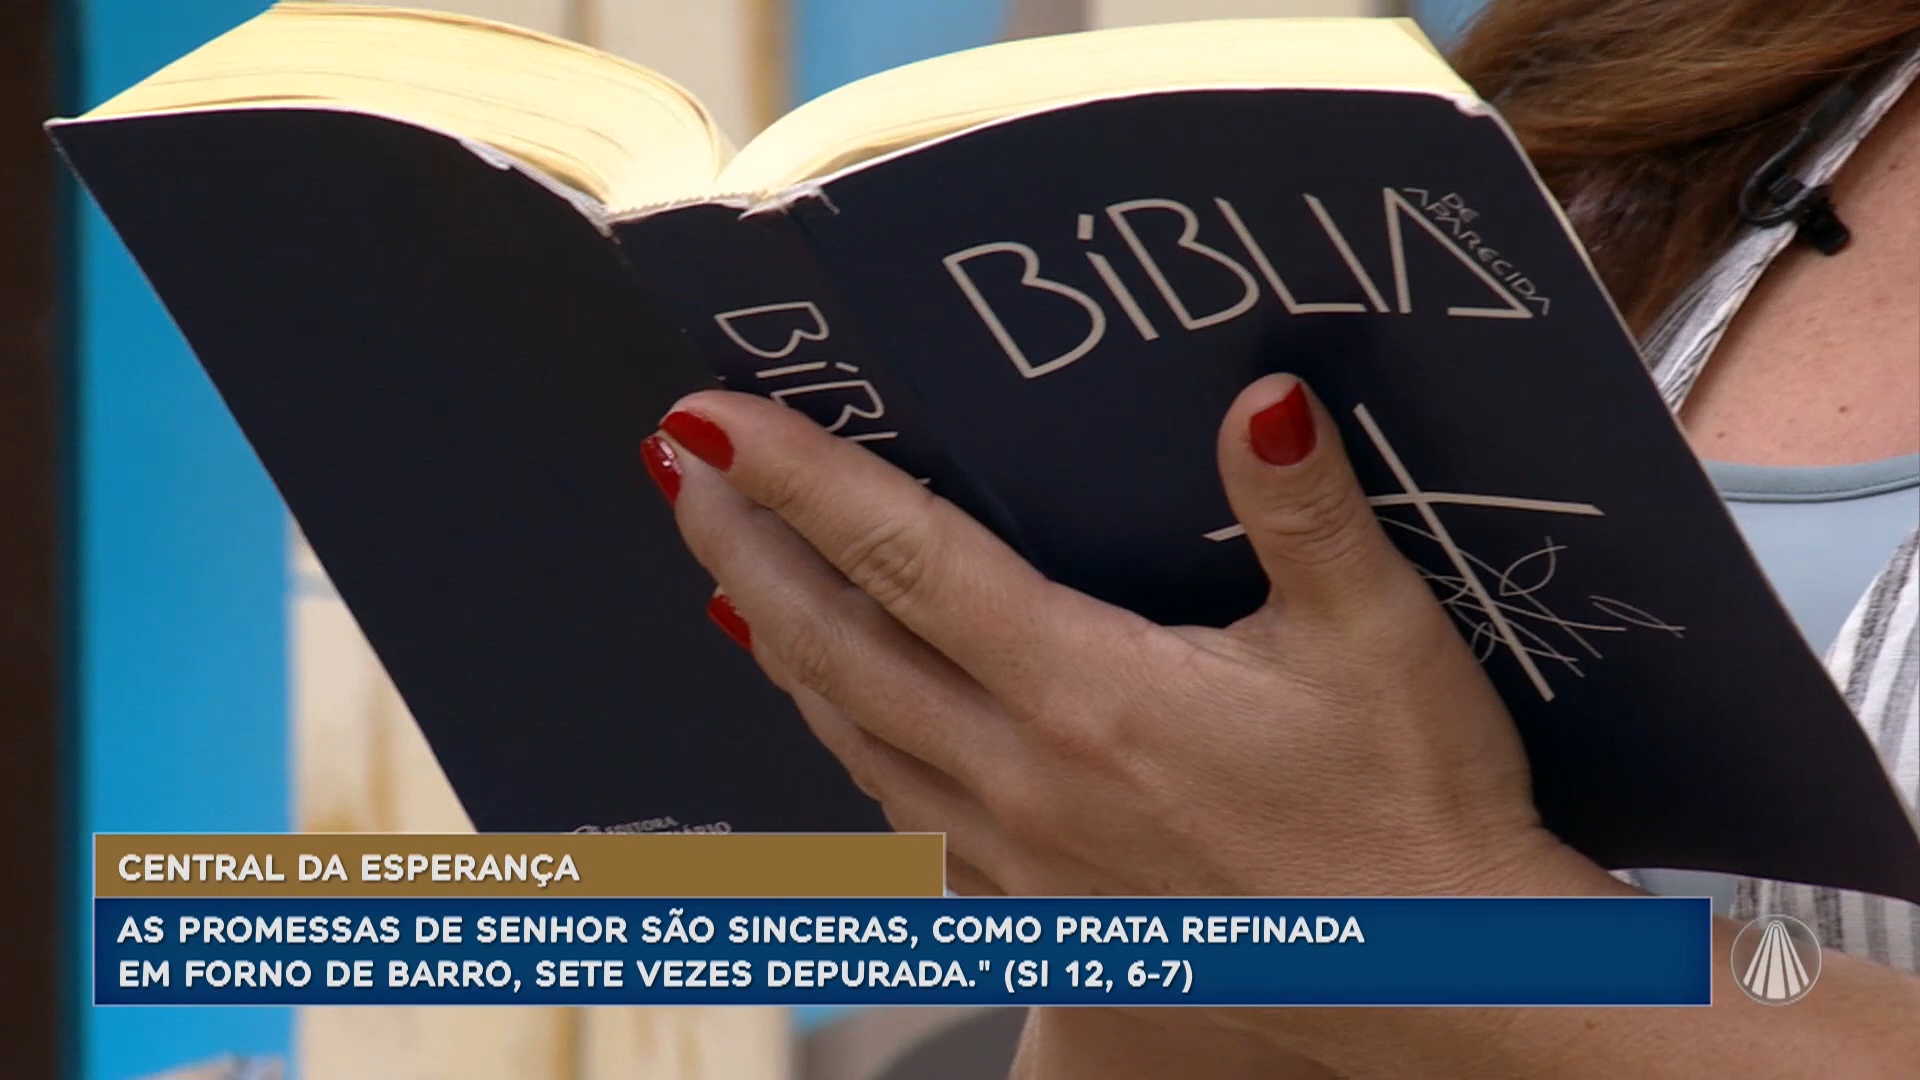 BÍBLIA
DE
APARECIDA
BÍBL
EDITORA
CENTRAL DA ESPERANÇA
AS PROMESSAS DE SENHOR SÃO SINCERAS, COMO PRATA REFINADA
EM FORNO DE BARRO, SETE VEZES DEPURADA." (SI 12, 6-7)